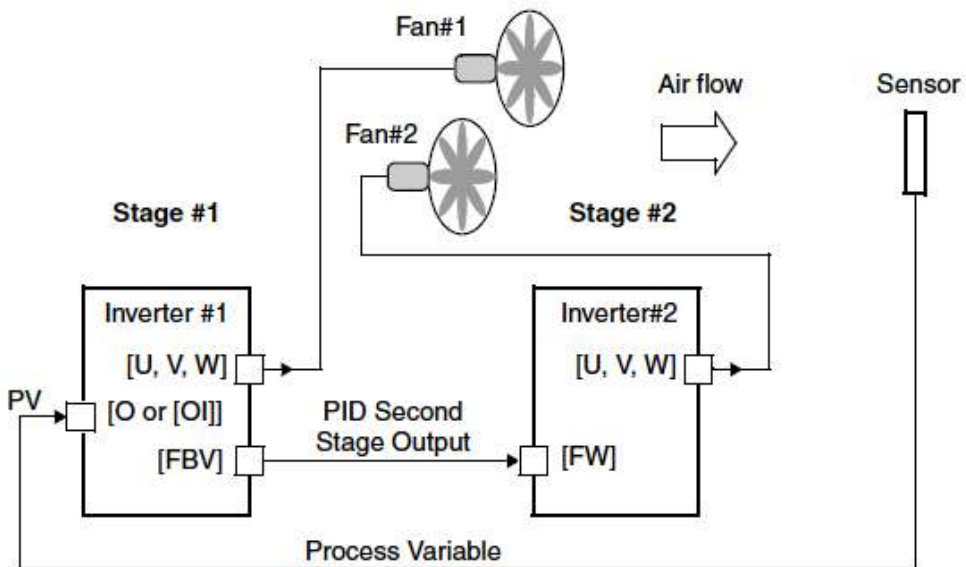 Fan#1
Air flow
Sensor
Fan#2
Stage #1
Stage #2
Inverter #1
Inverter#2
[U, V, W]
[U, V, W]
PV
[O or [OI]]
PID Second
Stage Output
[FBV]
[FW]
Process Variable